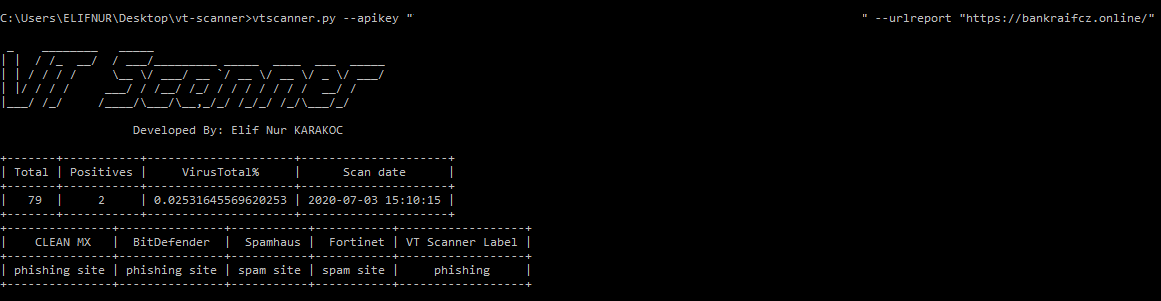 C:\Users\ELIFNUR\Desktop\vt-scanner>vtscanner.py --apikey " " --urlreport "https://bankraifcz.online/"
VT Scanner
Developed By: Elif Nur KARAKOC
| Total | Positives | VirusTotal% | Scan date |
| 79 | 2 | 0.02531645569620253 | 2020-07-03 15:10:15 |
| CLEAN MX | BitDefender | Spamhaus | Fortinet | VT Scanner Label |
| phishing site | phishing site | spam site | spam site | phishing |